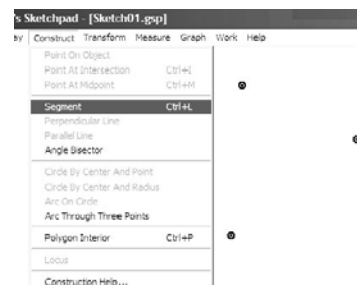 's Sketchpad - [Sketch01.gsp]
ay Construct Transform Measure Graph Work Help
Point On Object
Point At Intersection Ctrl+I
Point At Midpoint Ctrl+M
Segment Ctrl+L
Perpendicular Line
Parallel Line
Angle Bisector
Circle By Center And Point
Circle By Center And Radius
Arc On Circle
Arc Through Three Points
Polygon Interior Ctrl+P
Locus
Construction Help...